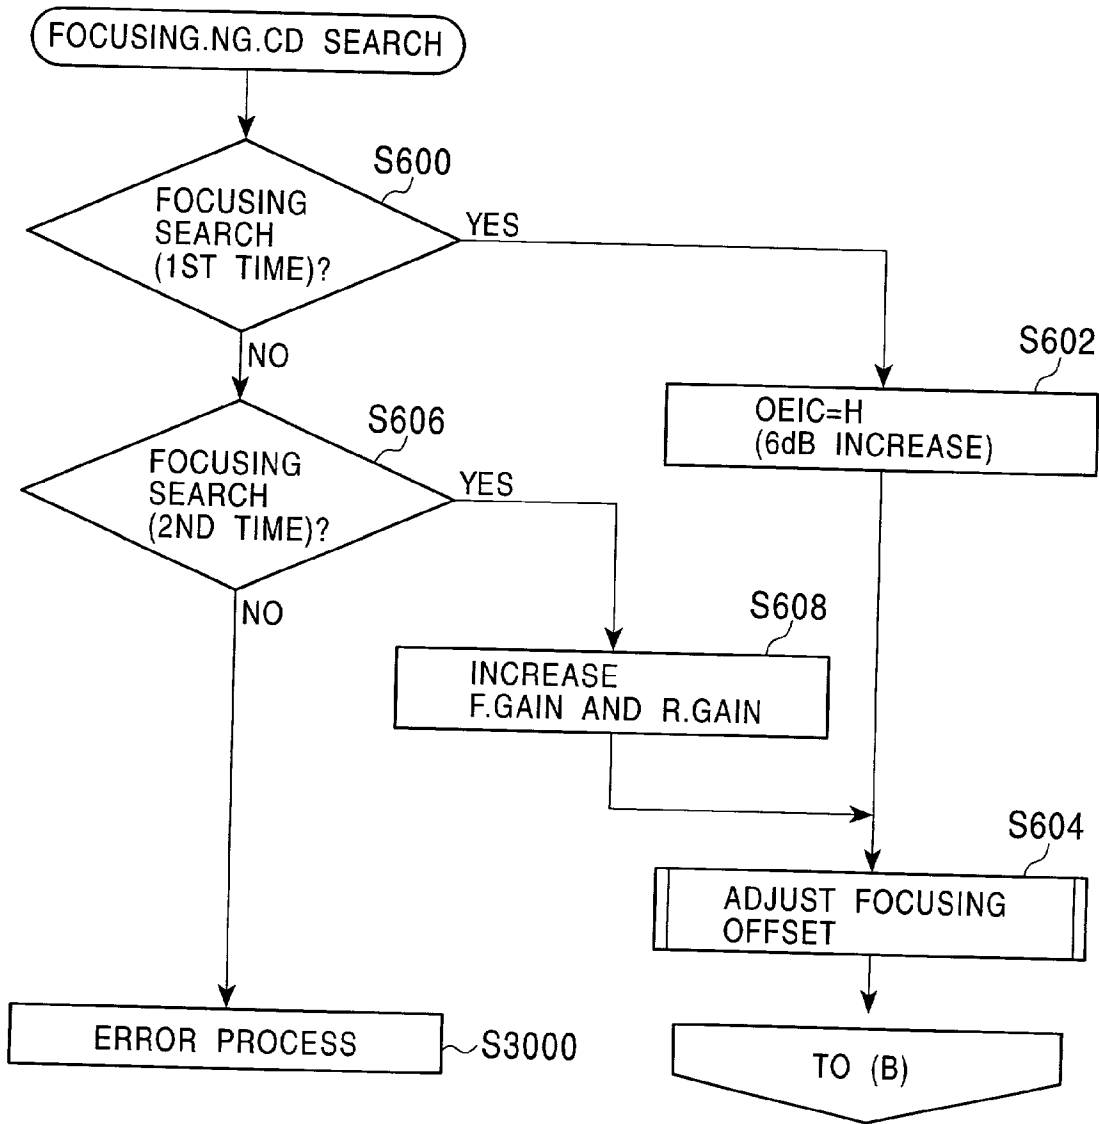 FOCUSING.NG.CD SEARCH
S600
FOCUSING
SEARCH
(1ST TIME)?
YES
NO
S602
OEIC=H
(6dB INCREASE)
S606
FOCUSING
SEARCH
(2ND TIME)?
YES
NO
S608
INCREASE
F.GAIN AND R.GAIN
S604
ADJUST FOCUSING
OFFSET
ERROR PROCESS
S3000
TO (B)